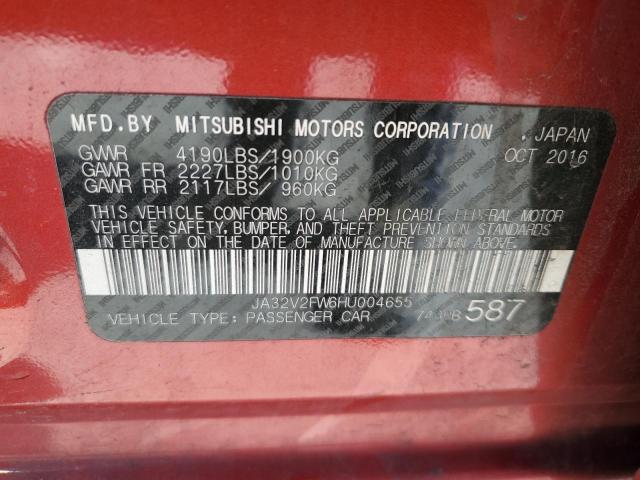 MFD.BY MITSUBISHI MOTORS CORPORATION . JAPAN
GVWR 4190LBS/1900KG OCT 2016
GAWR FR 2227LBS/1010KG
GAWR RR 2117LBS/ 960KG
THIS VEHICLE CONFORMS TO ALL APPLICABLE FEDERAL MOTOR
VEHICLE SAFETY, BUMPER, AND THEFT PREVENTION STANDARDS
IN EFFECT ON THE DATE OF MANUFACTURE SHOWN ABOVE.
JA32V2FW6HU004655
VEHICLE TYPE: PASSENGER CAR 587